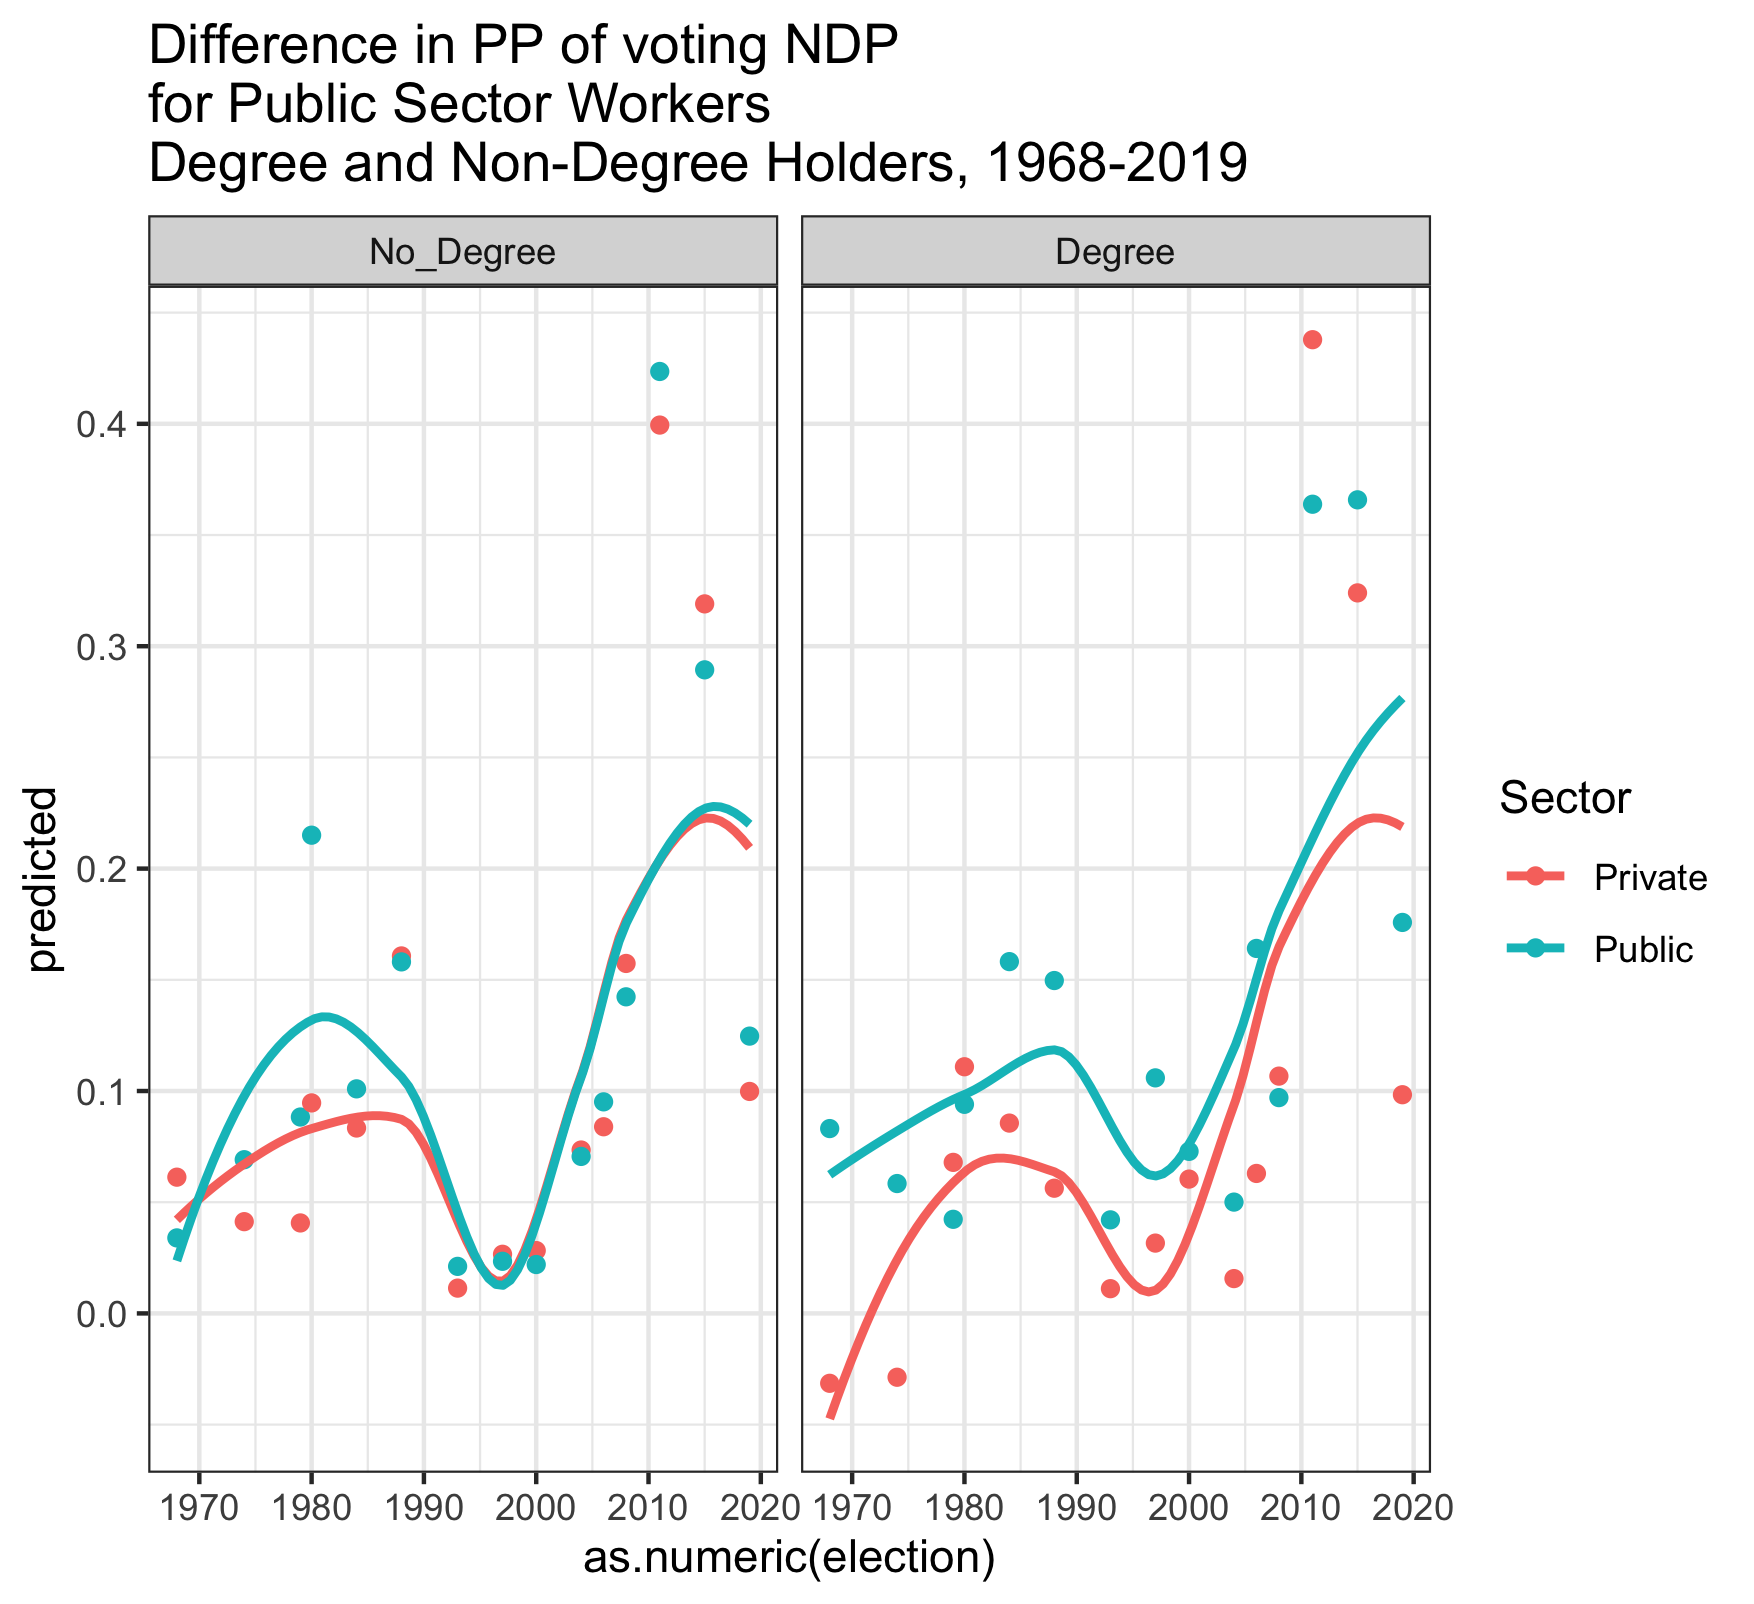 Difference in PP of voting NDP
for Public Sector Workers
Degree and Non-Degree Holders, 1968-2019
No_Degree
Degree
0.4
0.3
0.2
0.1
0.0
predicted
1970 1980 1990 2000 2010 2020
1970 1980 1990 2000 2010 2020
as.numeric(election)
Sector
Private
Public